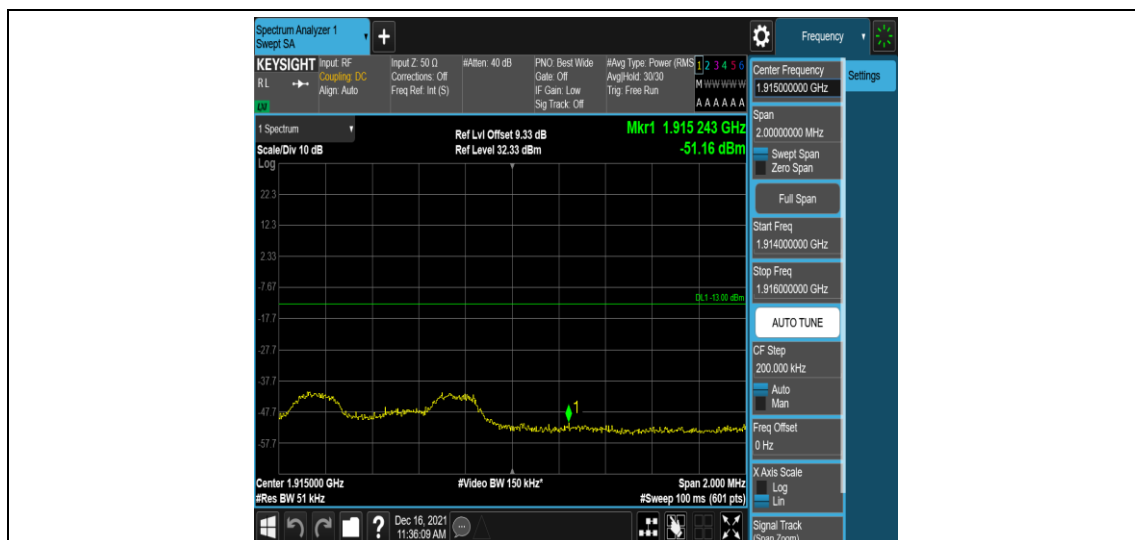 Spectrum Analyzer 1
Swept SA
+
Frequency
KEYSIGHT
RL
LW
Input: RF
Coupling: DC
Align: Auto
Input Z: 50 Ω
Corrections: Off
Freq Ref: Int (S)
#Atten: 40 dB
PNO: Best Wide
Gate: Off
IF Gain: Low
Sig Track: Off
#Avg Type: Power (RMS
Avg|Hold: 30/30
Trig: Free Run
1 2 3 4 5 6
M W W W W W
A A A A A A
1 Spectrum
Scale/Div 10 dB
Ref Lvl Offset 9.33 dB
Ref Level 32.33 dBm
Mkr1 1.915 243 GHz
-51.16 dBm
Log
22.3
12.3
2.33
-7.67
DL1 -13.00 dBm
-17.7
-27.7
-37.7
-47.7
1
-57.7
Center 1.915000 GHz
#Res BW 51 kHz
#Video BW 150 kHz*
Span 2.000 MHz
#Sweep 100 ms (601 pts)
?
Dec 16, 2021
11:36:09 AM
Center Frequency
1.915000000 GHz
Settings
Span
2.00000000 MHz
Swept Span
Zero Span
Full Span
Start Freq
1.914000000 GHz
Stop Freq
1.916000000 GHz
AUTO TUNE
CF Step
200.000 kHz
Auto
Man
Freq Offset
0 Hz
X Axis Scale
Log
Lin
Signal Track
(Span Zoom)